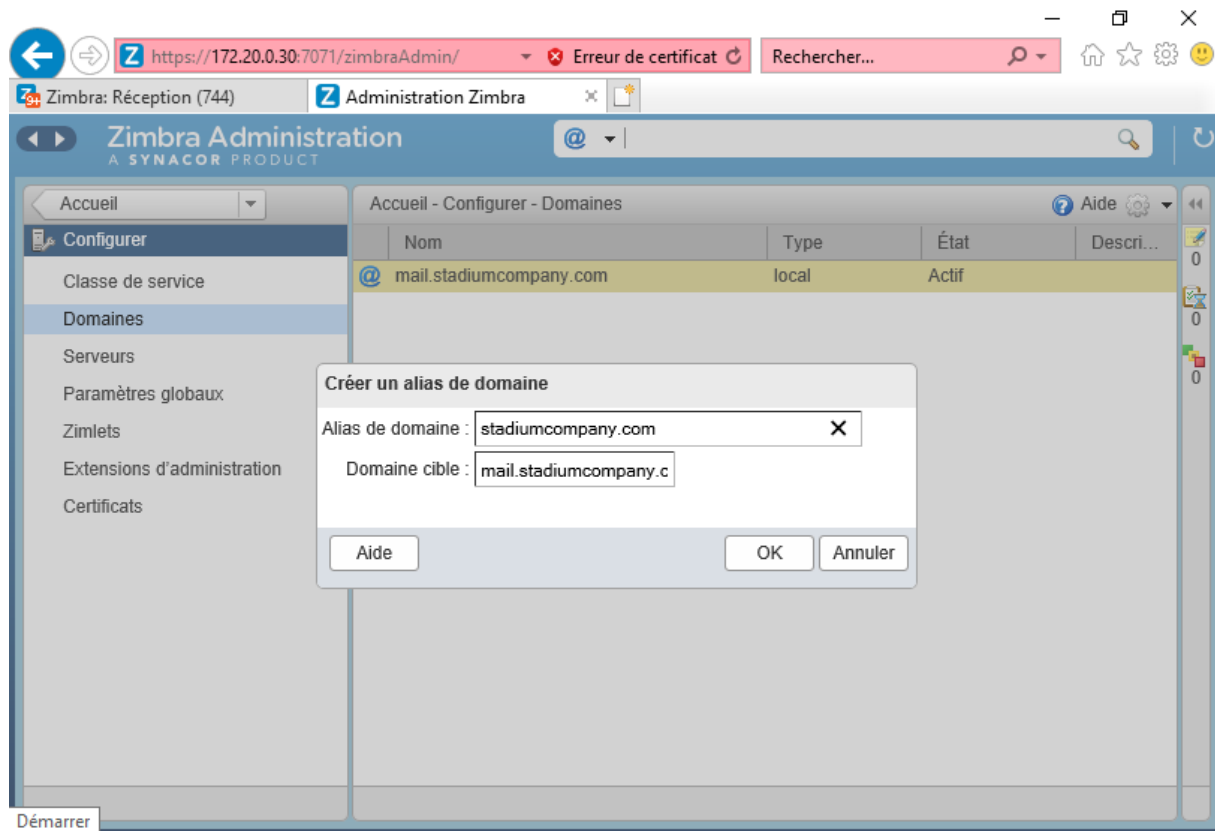 https://172.20.0.30:7071/zimbraAdmin/ Erreur de certificat Rechercher...
Zimbra: Réception (744) Administration Zimbra
Zimbra Administration
A SYNACOR PRODUCT
@
Accueil
Accueil - Configurer - Domaines
Aide
Configurer
Nom Type État Descri...
Classe de service
@ mail.stadiumcompany.com local Actif
0
Domaines
0
Serveurs
Paramètres globaux
0
Zimlets
Extensions d'administration
Certificats
Créer un alias de domaine
Alias de domaine : stadiumcompany.com
Domaine cible : mail.stadiumcompany.c
Aide OK Annuler
Démarrer